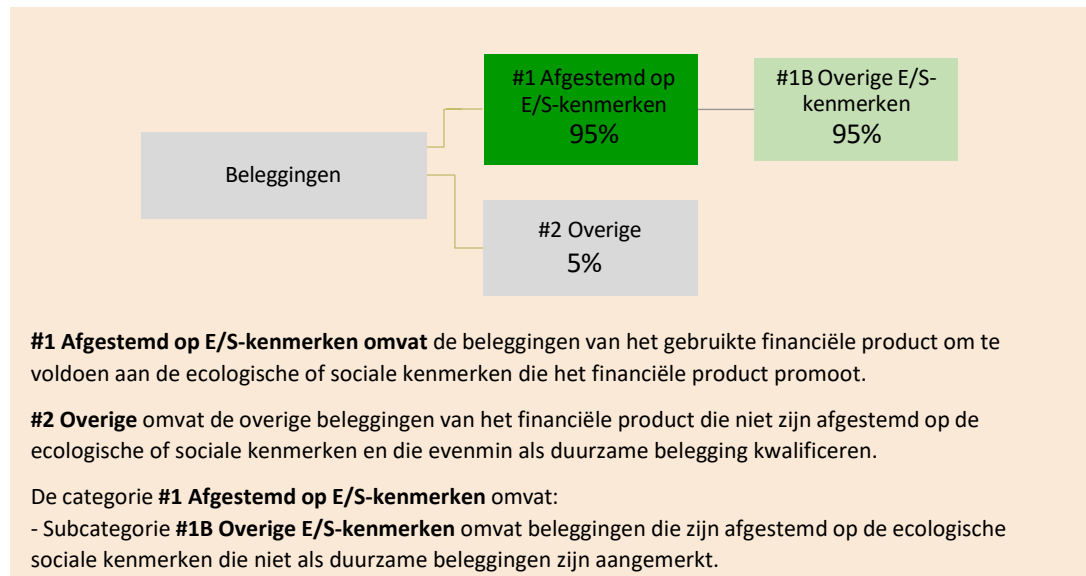 #1 Afgestemd op
E/S-kenmerken
95%
#1B Overige E/S-
kenmerken
95%
Beleggingen
#2 Overige
5%
#1 Afgestemd op E/S-kenmerken omvat de beleggingen van het gebruikte financiële product om te
voldoen aan de ecologische of sociale kenmerken die het financiële product promoot.
#2 Overige omvat de overige beleggingen van het financiële product die niet zijn afgestemd op de
ecologische of sociale kenmerken en die evenmin als duurzame belegging kwalificeren.
De categorie #1 Afgestemd op E/S-kenmerken omvat:
- Subcategorie #1B Overige E/S-kenmerken omvat beleggingen die zijn afgestemd op de ecologische
sociale kenmerken die niet als duurzame beleggingen zijn aangemerkt.